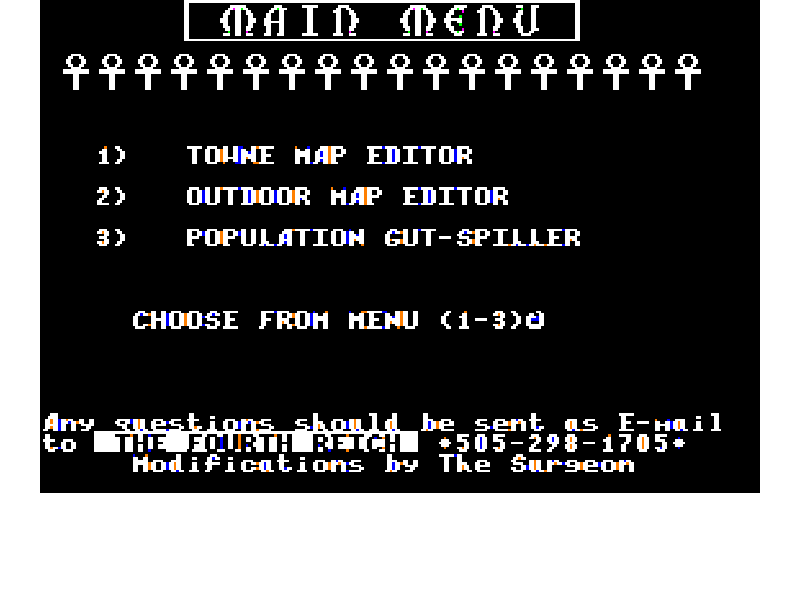 MAIN MENU
1) TOWNE MAP EDITOR
2) OUTDOOR MAP EDITOR
3) POPULATION GUT-SPILLER
CHOOSE FROM MENU (1-3)
Any questions should be sent as E-mail
to THE FOURTH REICH *505-298-1705*
Modifications by The Surgeon